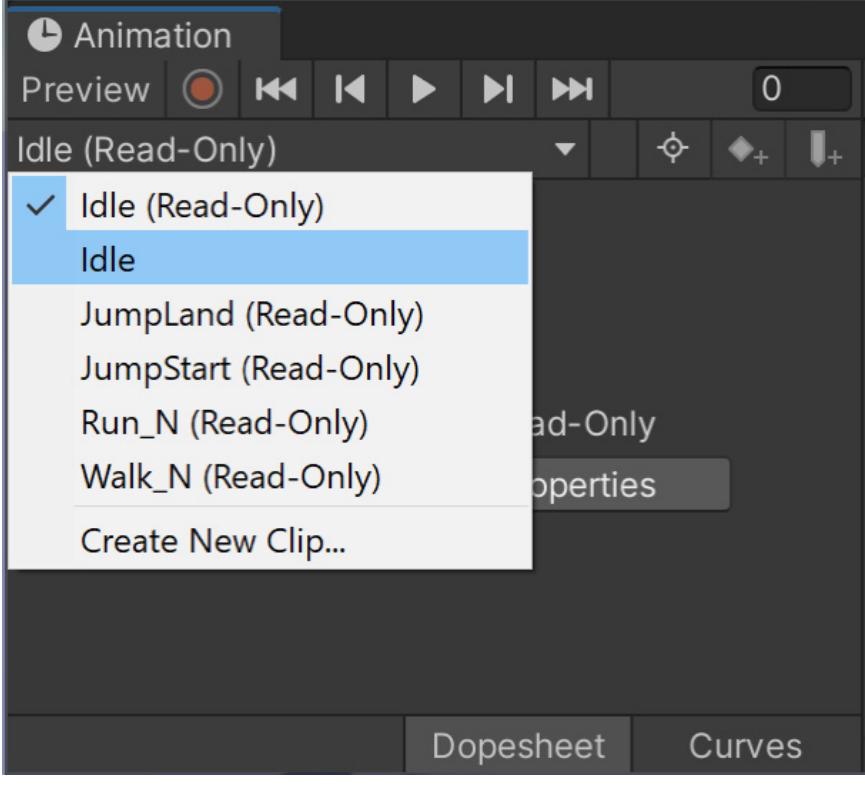 Animation
Preview
0
Idle (Read-Only)
Idle (Read-Only)
Idle
JumpLand (Read-Only)
JumpStart (Read-Only)
Run_N (Read-Only)
ad-Only
Walk_N (Read-Only)
operties
Create New Clip...
Dopesheet Curves